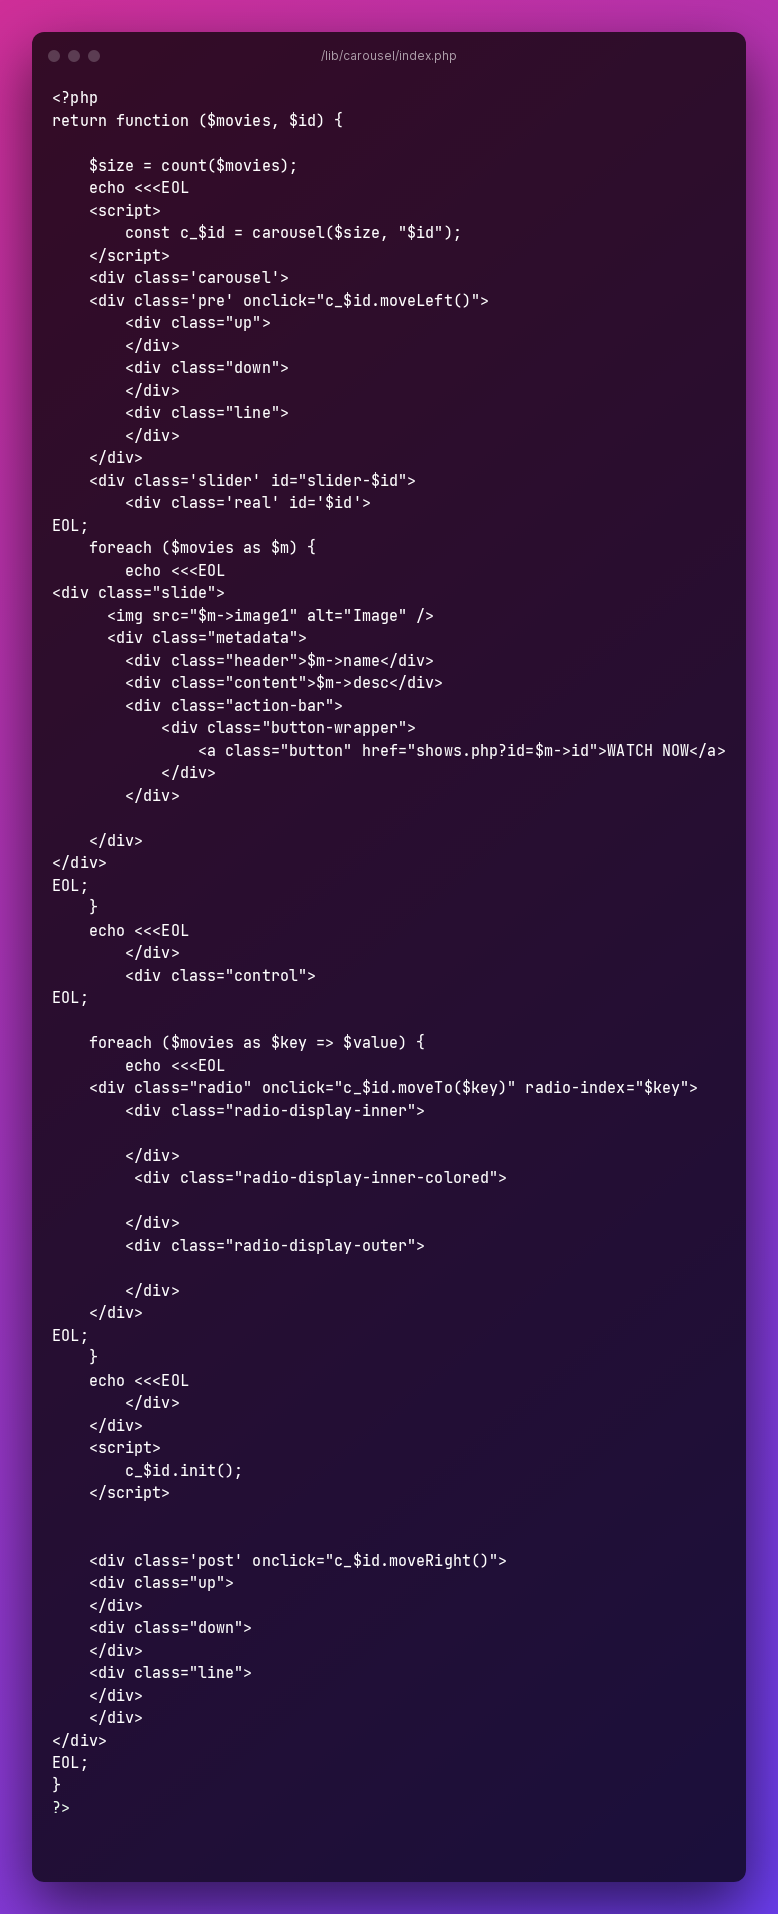 /lib/carousel/index.php
<?php
return function ($movies, $id) {

    $size = count($movies);
    echo <<<EOL
    <script>
        const c_$id = carousel($size, "$id");
    </script>
    <div class='carousel'>
    <div class='pre' onclick="c_$id.moveLeft()">
        <div class="up">
        </div>
        <div class="down">
        </div>
        <div class="line">
        </div>
    </div>
    <div class='slider' id="slider-$id">
        <div class='real' id='$id'>
EOL;
    foreach ($movies as $m) {
        echo <<<EOL
<div class="slide">
      <img src="$m->image1" alt="Image" />
      <div class="metadata">
        <div class="header">$m->name</div>
        <div class="content">$m->desc</div>
        <div class="action-bar">
            <div class="button-wrapper">
                <a class="button" href="shows.php?id=$m->id">WATCH NOW</a>
            </div>
        </div>

    </div>
</div>
EOL;
    }
    echo <<<EOL
        </div>
        <div class="control">
EOL;

    foreach ($movies as $key => $value) {
        echo <<<EOL
    <div class="radio" onclick="c_$id.moveTo($key)" radio-index="$key">
        <div class="radio-display-inner">

        </div>
         <div class="radio-display-inner-colored">

        </div>
        <div class="radio-display-outer">

        </div>
    </div>
EOL;
    }
    echo <<<EOL
        </div>
    </div>
    <script>
        c_$id.init();
    </script>


    <div class='post' onclick="c_$id.moveRight()">
    <div class="up">
    </div>
    <div class="down">
    </div>
    <div class="line">
    </div>
    </div>
</div>
EOL;
}
?>